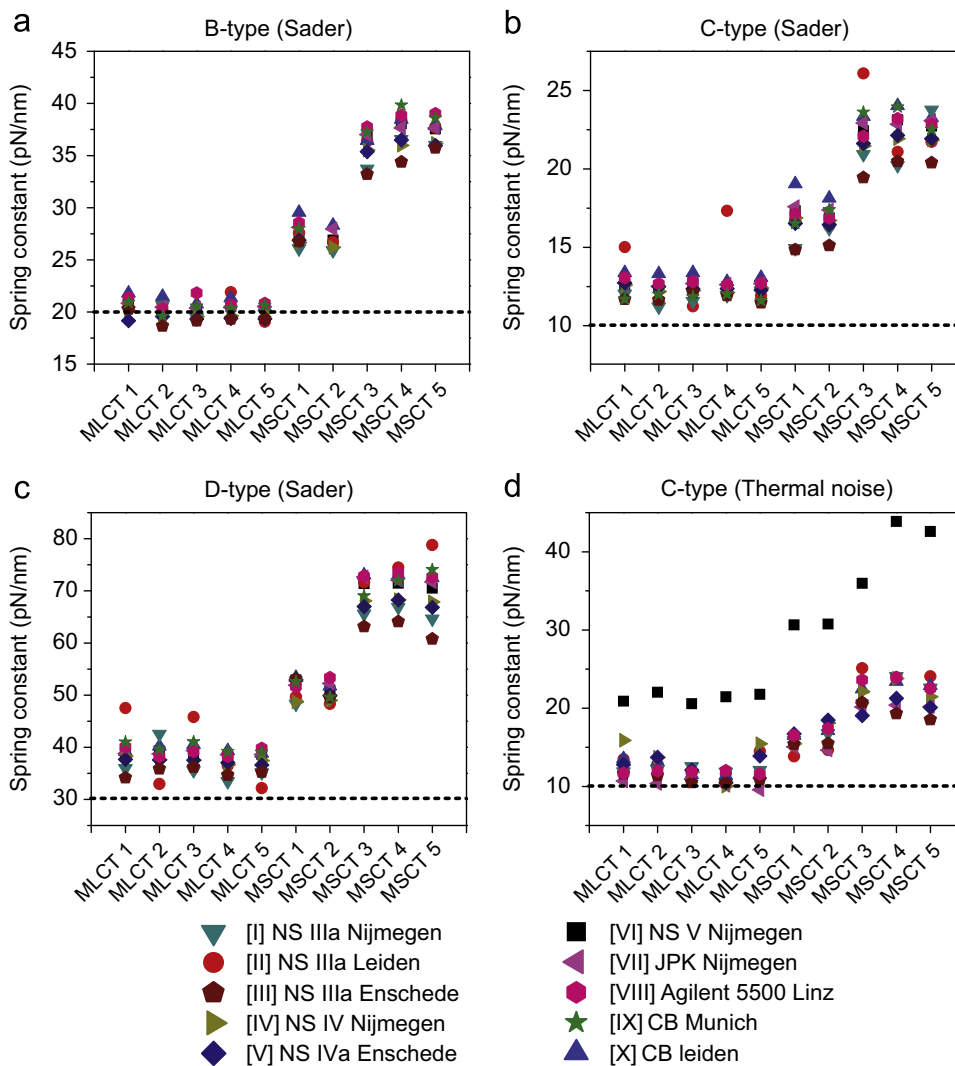 a
B-type (Sader)
Spring constant (pN/nm)
45
40
35
30
25
20
15
MLCT 1
MLCT 2
MLCT 3
MLCT 4
MLCT 5
MSCT 1
MSCT 2
MSCT 3
MSCT 4
MSCT 5
b
C-type (Sader)
Spring constant (pN/nm)
25
20
15
10
MLCT 1
MLCT 2
MLCT 3
MLCT 4
MLCT 5
MSCT 1
MSCT 2
MSCT 3
MSCT 4
MSCT 5
c
D-type (Sader)
Spring constant (pN/nm)
80
70
60
50
40
30
MLCT 1
MLCT 2
MLCT 3
MLCT 4
MLCT 5
MSCT 1
MSCT 2
MSCT 3
MSCT 4
MSCT 5
d
C-type (Thermal noise)
Spring constant (pN/nm)
40
30
20
10
MLCT 1
MLCT 2
MLCT 3
MLCT 4
MLCT 5
MSCT 1
MSCT 2
MSCT 3
MSCT 4
MSCT 5
[I] NS IIIa Nijmegen
[II] NS IIIa Leiden
[III] NS IIIa Enschede
[IV] NS IV Nijmegen
[V] NS IVa Enschede
[VI] NS V Nijmegen
[VII] JPK Nijmegen
[VIII] Agilent 5500 Linz
[IX] CB Munich
[X] CB leiden